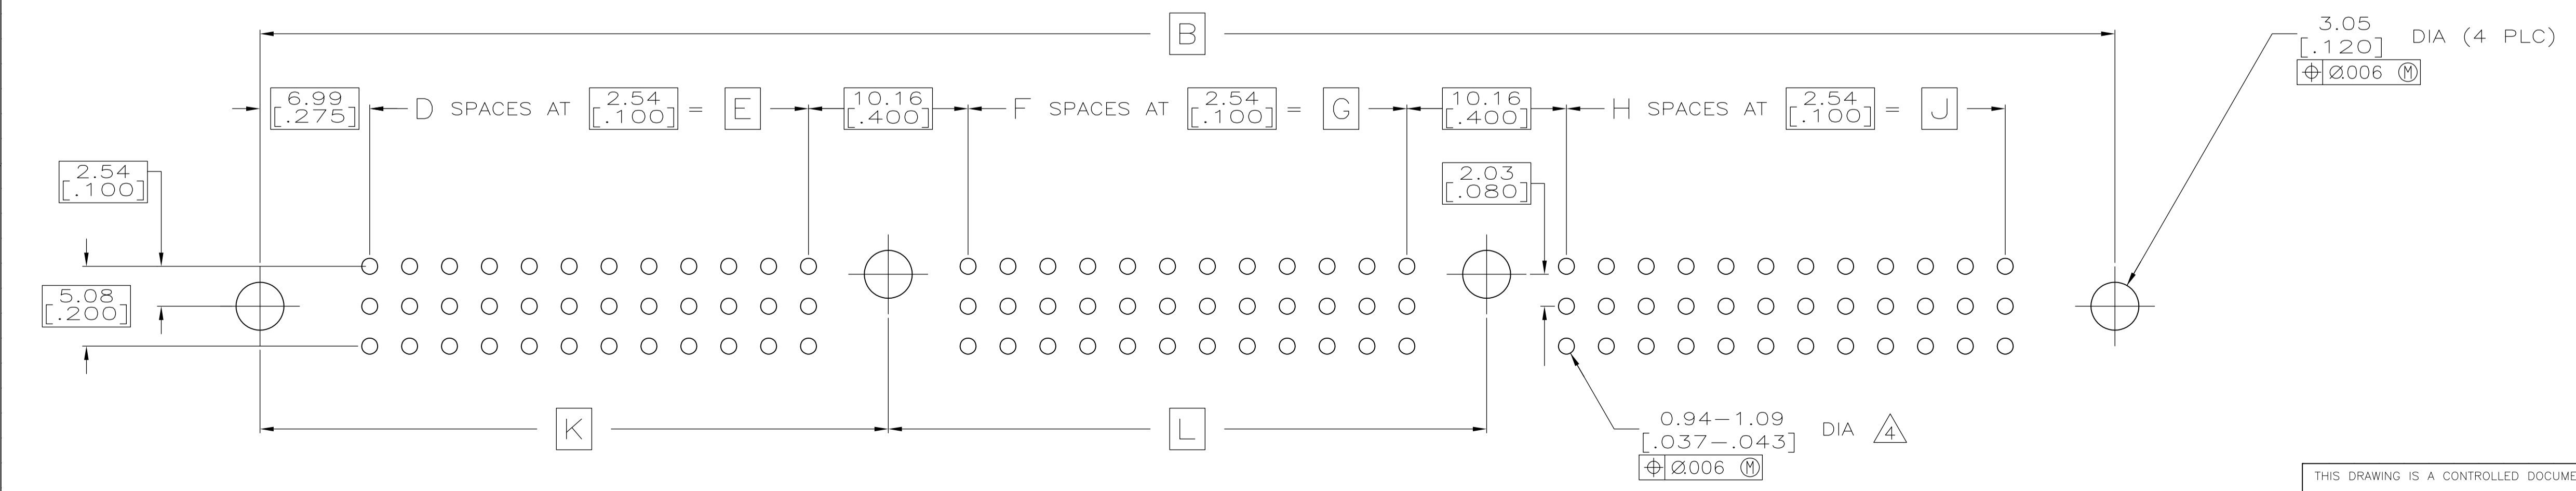 B
3.05
[.120] DIA (4 PLC)
⌖ Ø.006 Ⓜ
6.99
[.275]
D SPACES AT 2.54 [.100] = E
10.16
[.400]
F SPACES AT 2.54 [.100] = G
10.16
[.400]
H SPACES AT 2.54 [.100] = J
2.54
[.100]
2.03
[.080]
5.08
[.200]
K
L
0.94-1.09
[.037-.043] DIA 4
⌖ Ø.006 Ⓜ
THIS DRAWING IS A CONTROLLED DOCUME